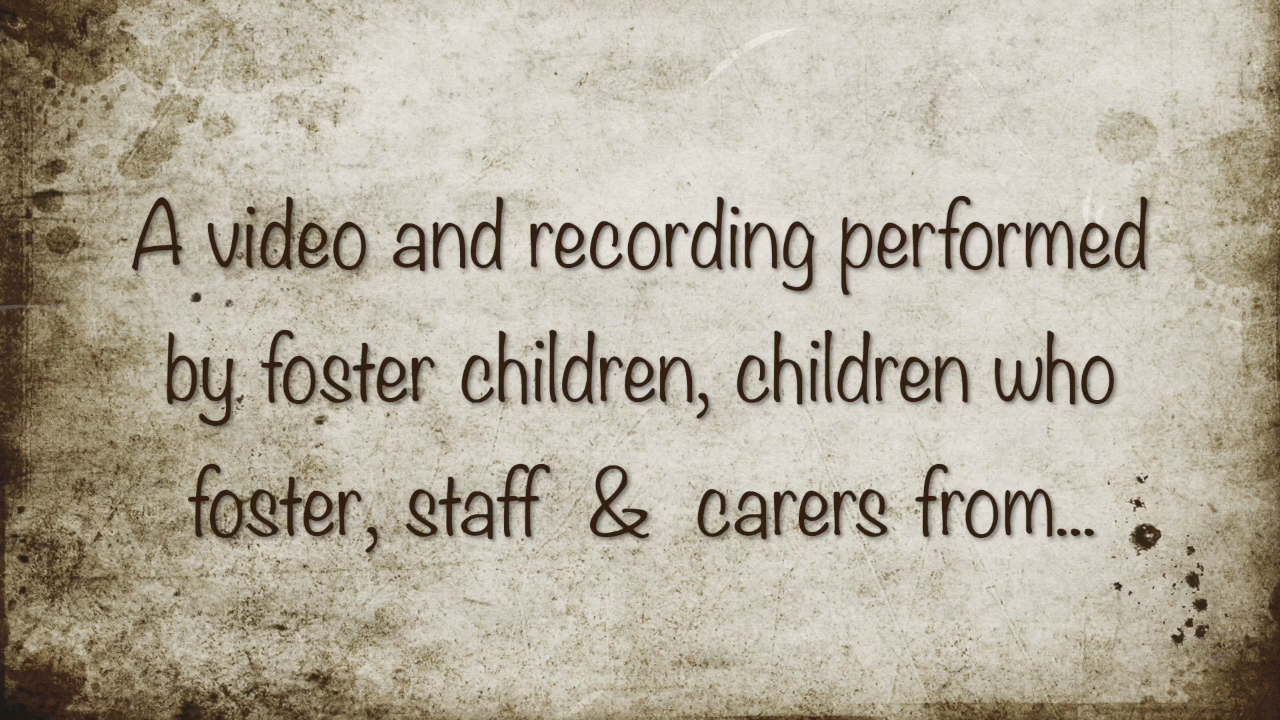 A video and recording performed
by foster children, children who
foster, staff & carers from...